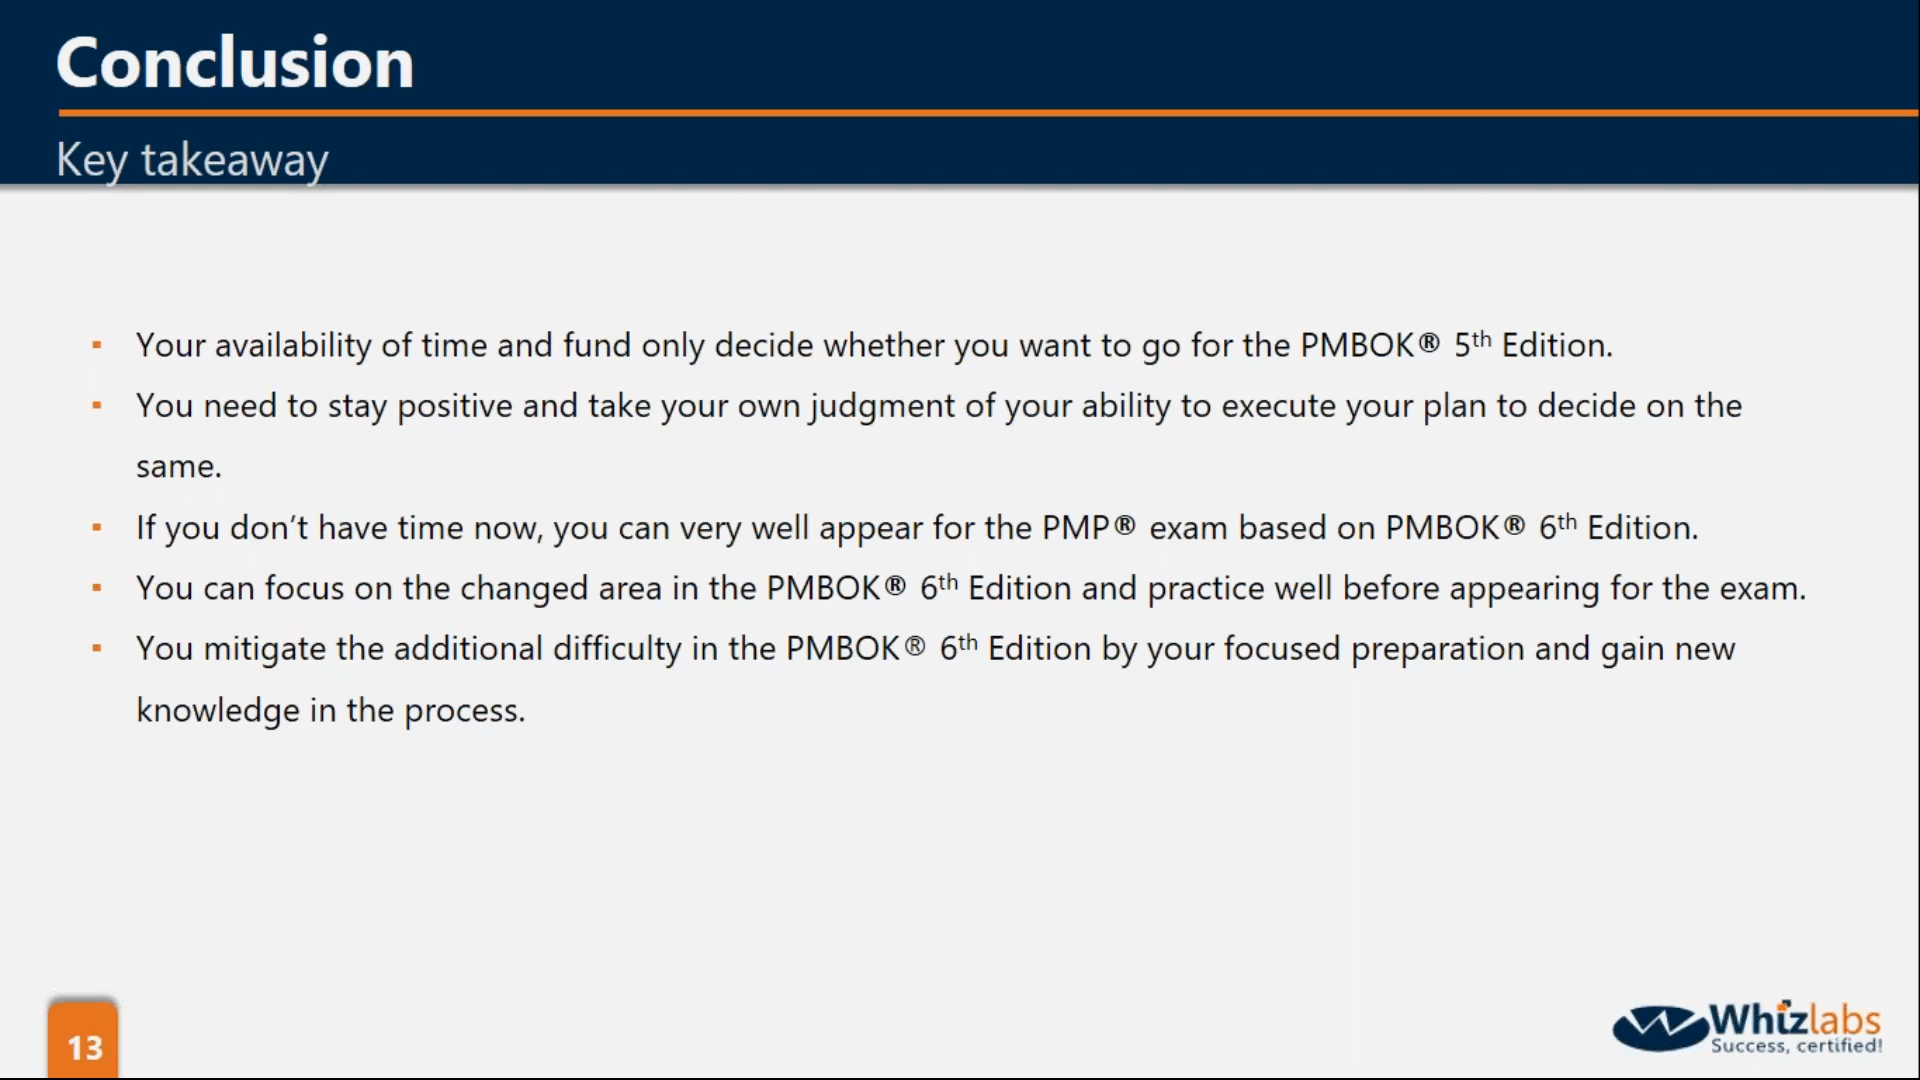 Conclusion
Key takeaway
▪ Your availability of time and fund only decide whether you want to go for the PMBOK® 5th Edition.
▪ You need to stay positive and take your own judgment of your ability to execute your plan to decide on the
same.
▪ If you don’t have time now, you can very well appear for the PMP® exam based on PMBOK® 6th Edition.
▪ You can focus on the changed area in the PMBOK® 6th Edition and practice well before appearing for the exam.
▪ You mitigate the additional difficulty in the PMBOK® 6th Edition by your focused preparation and gain new
knowledge in the process.
13
Whizlabs
Success, certified!